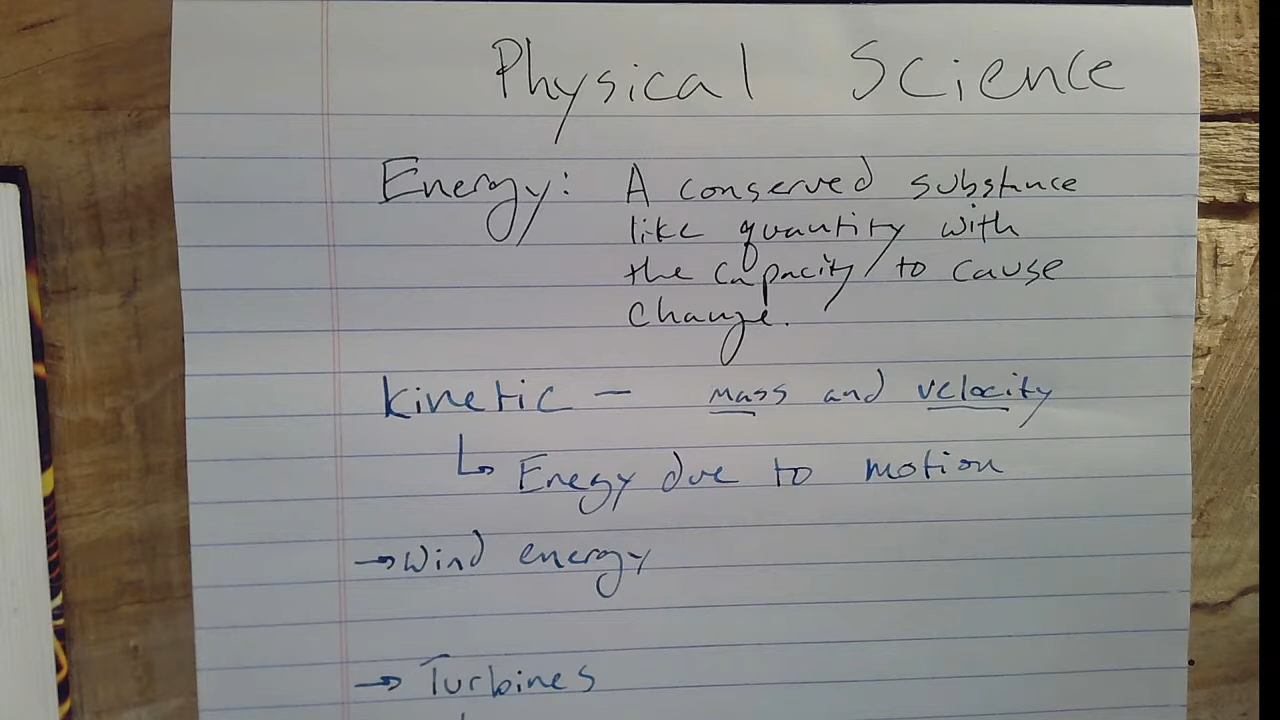 Physical Science
Energy: A conserved substance
like quantity with
the capacity to cause
change.
Kinetic - mass and velocity
↳ Enegy due to motion
→ Wind energy
→ Turbines